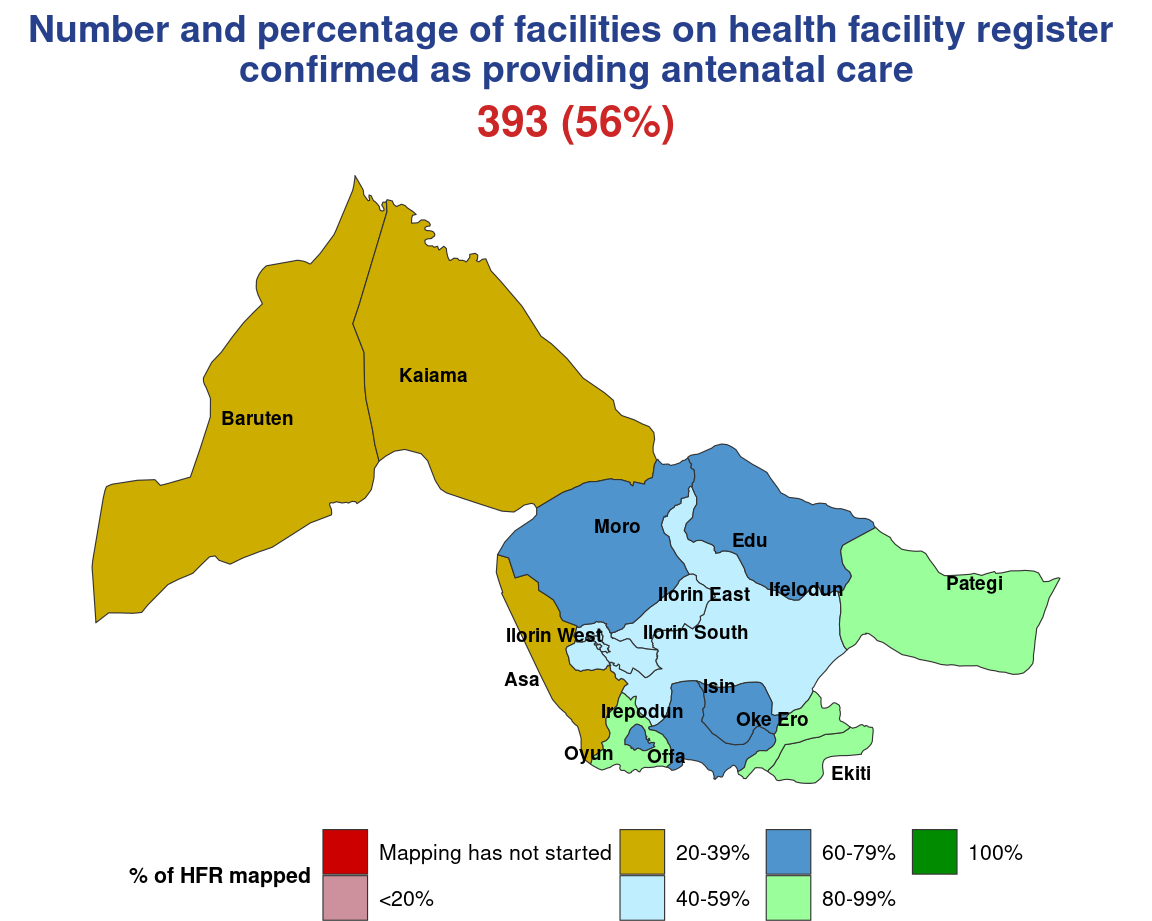 Number and percentage of facilities on health facility register
confirmed as providing antenatal care
393 (56%)
Kaiama
Baruten
Moro
Edu
Pategi
Ifelodun
Ilorin East
Ilorin South
Ilorin West
Asa
Isin
Irepodun
Oke Ero
Oyun
Offa
Ekiti
% of HFR mapped
Mapping has not started
<20%
20-39%
40-59%
60-79%
80-99%
100%